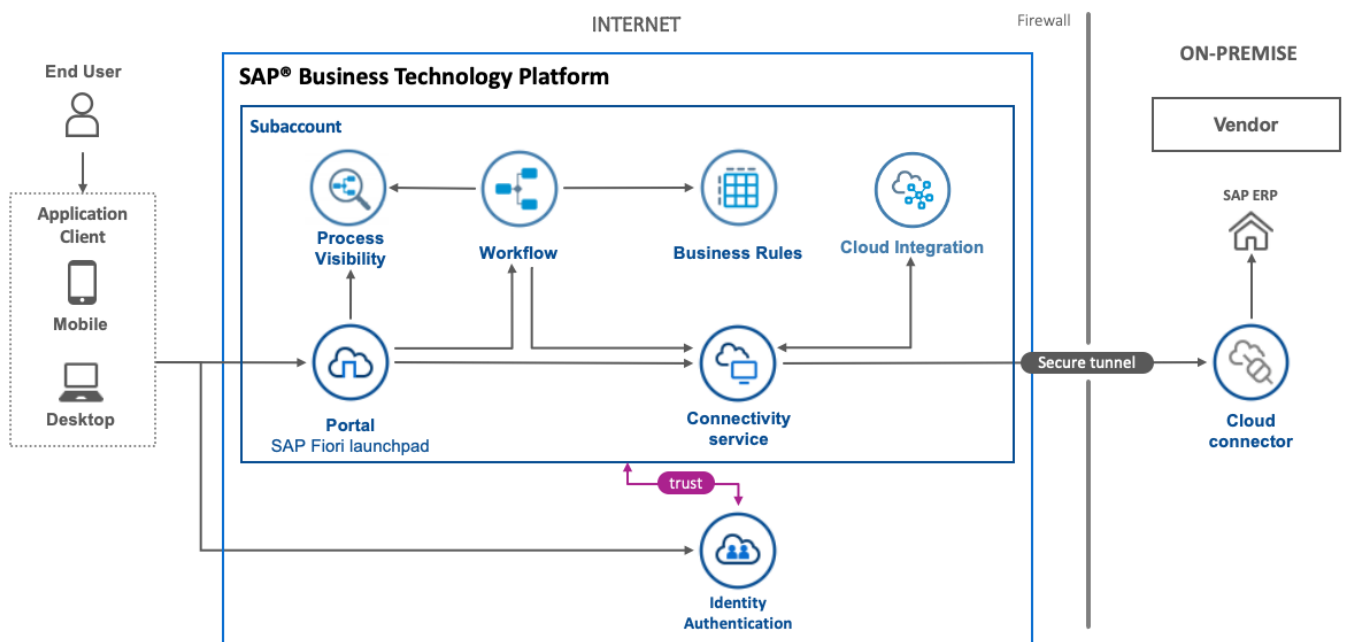 INTERNET
Firewall
End User
Application
Client
Mobile
Desktop
SAP® Business Technology Platform
Subaccount
Process
Visibility
Workflow
Business Rules
Cloud Integration
Portal
SAP Fiori launchpad
Connectivity
service
trust
Identity
Authentication
Secure tunnel
ON-PREMISE
Vendor
SAP ERP
Cloud
connector